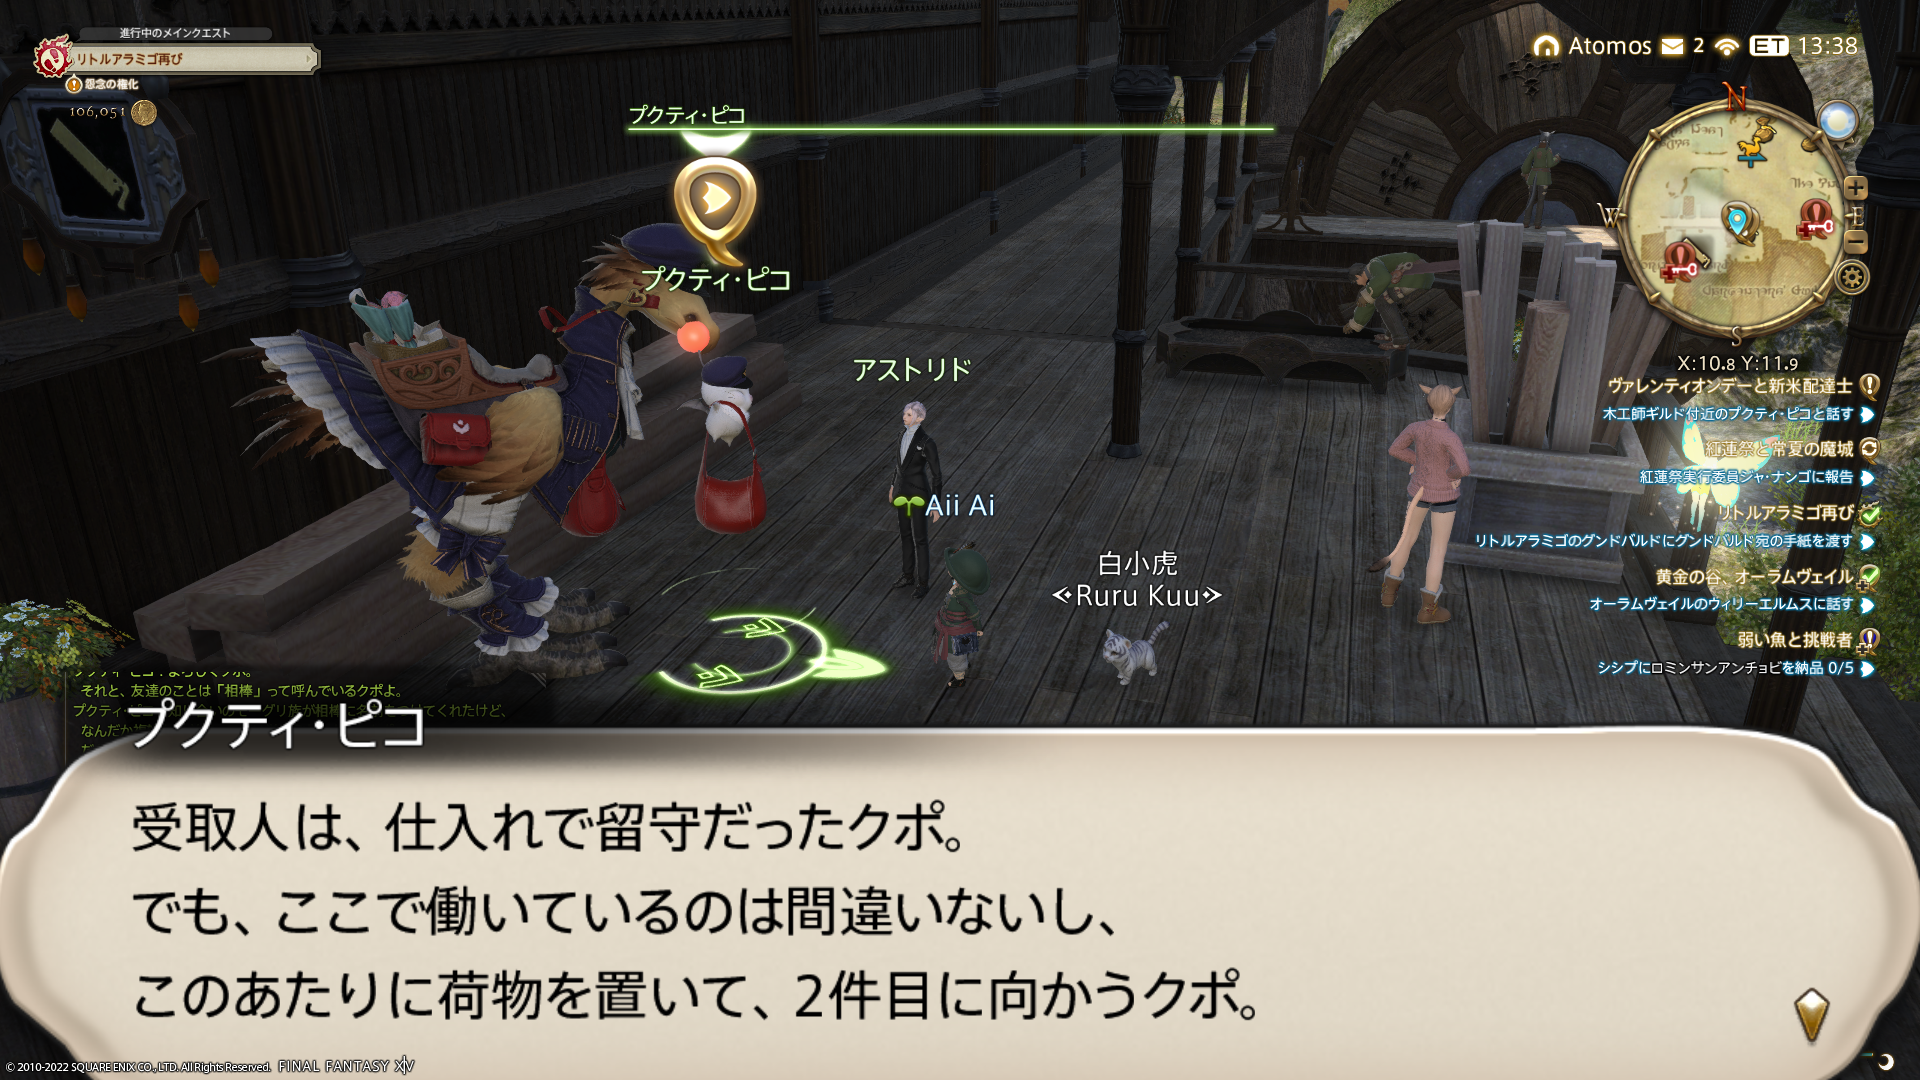 進行中のメインクエスト
リトルアラミゴ再び
怨念の権化
106,051
Atomos 2 ET 13:38
N
W
E
S
X:10.8 Y:11.9
プクティ・ピコ
プクティ・ピコ
アストリド
Aii Ai
白小虎
≪Ruru Kuu≫
ヴァレンティオンデーと新米配達士
木工師ギルド付近のプクティ・ピコと話す
紅蓮祭と常夏の魔城
紅蓮祭実行委員ジャ・ナンゴに報告
リトルアラミゴ再び
リトルアラミゴのグンドバルドにグンドバルド宛の手紙を渡す
黄金の谷、オーラムヴェイル
オーラムヴェイルのウィリーエルムスに話す
弱い魚と挑戦者
シシプにロミンサンアンチョビを納品 0/5
それと、友達のことは「相棒」って呼んでいるクポよ。
プクティ・ピコ
受取人は、仕入れで留守だったクポ。
でも、ここで働いているのは間違いないし、
このあたりに荷物を置いて、2件目に向かうクポ。
© 2010-2022 SQUARE ENIX CO., LTD. All Rights Reserved. FINAL FANTASY XIV